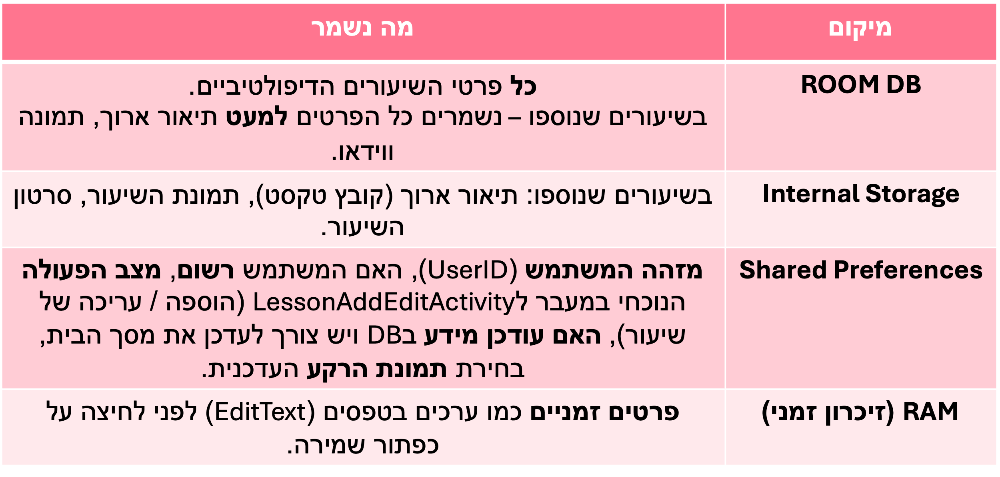 מיקום
מה נשמר
ROOM DB
כל פרטי השיעורים הדיפולטיביים.
בשיעורים שנוספו – נשמרים כל הפרטים למעט תיאור ארוך, תמונה
ווידאו.
Internal Storage
בשיעורים שנוספו: תיאור ארוך (קובץ טקסט), תמונת השיעור, סרטון
השיעור.
Shared Preferences
מזהה המשתמש (UserID), האם המשתמש רשום, מצב הפעולה
הנוכחי במעבר לLessonAddEditActivity (הוספה / עריכה של
שיעור), האם עודכן מידע בDB ויש צורך לעדכן את מסך הבית,
בחירת תמונת הרקע העדכנית.
RAM (זיכרון זמני)
פרטים זמניים כמו ערכים בטפסים (EditText) לפני לחיצה על
כפתור שמירה.